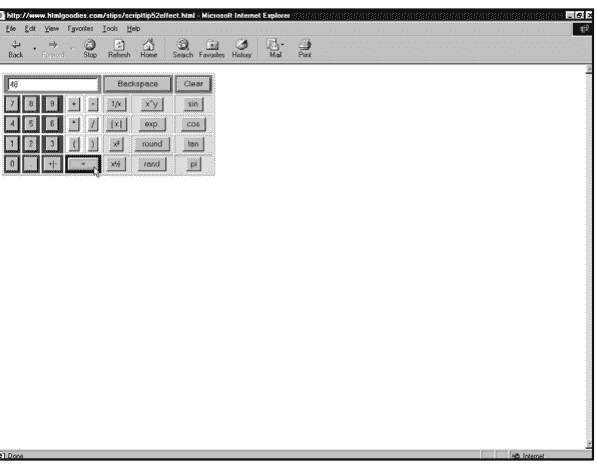 http://www.htmlgoodies.com/stips/scripttip52effect.html - Microsoft Internet Explorer
File Edit View Favorites Tools Help
Back Forward Stop Refresh Home Search Favorites History Mail Print
48 Backspace Clear
7 8 9 + - 1/x x^y sin
4 5 6 * / |x| exp. cos
1 2 3 ( ) x² round tan
0 . +/- = x½ rand pi
Done Internet